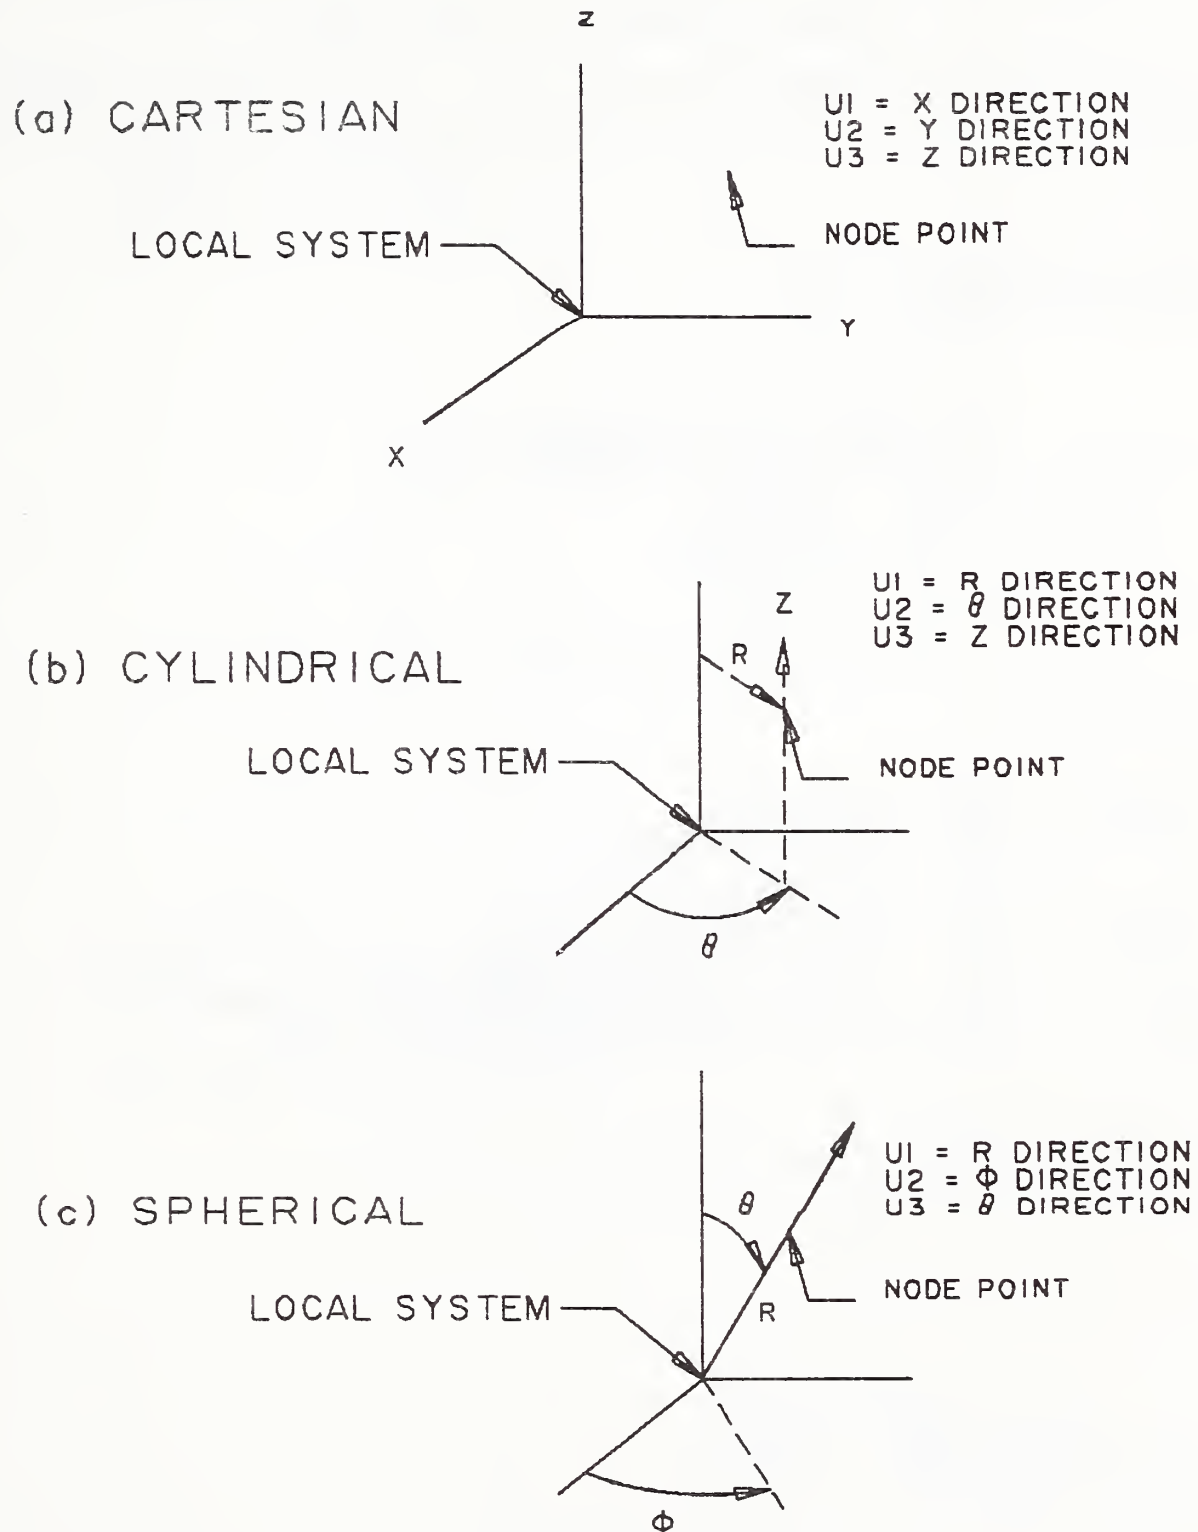 Z
(a) CARTESIAN
U1 = X DIRECTION
U2 = Y DIRECTION
U3 = Z DIRECTION
NODE POINT
LOCAL SYSTEM
Y
X
U1 = R DIRECTION
U2 = θ DIRECTION
U3 = Z DIRECTION
Z
R
(b) CYLINDRICAL
LOCAL SYSTEM
NODE POINT
θ
U1 = R DIRECTION
U2 = Φ DIRECTION
U3 = θ DIRECTION
θ
(c) SPHERICAL
NODE POINT
R
LOCAL SYSTEM
Φ